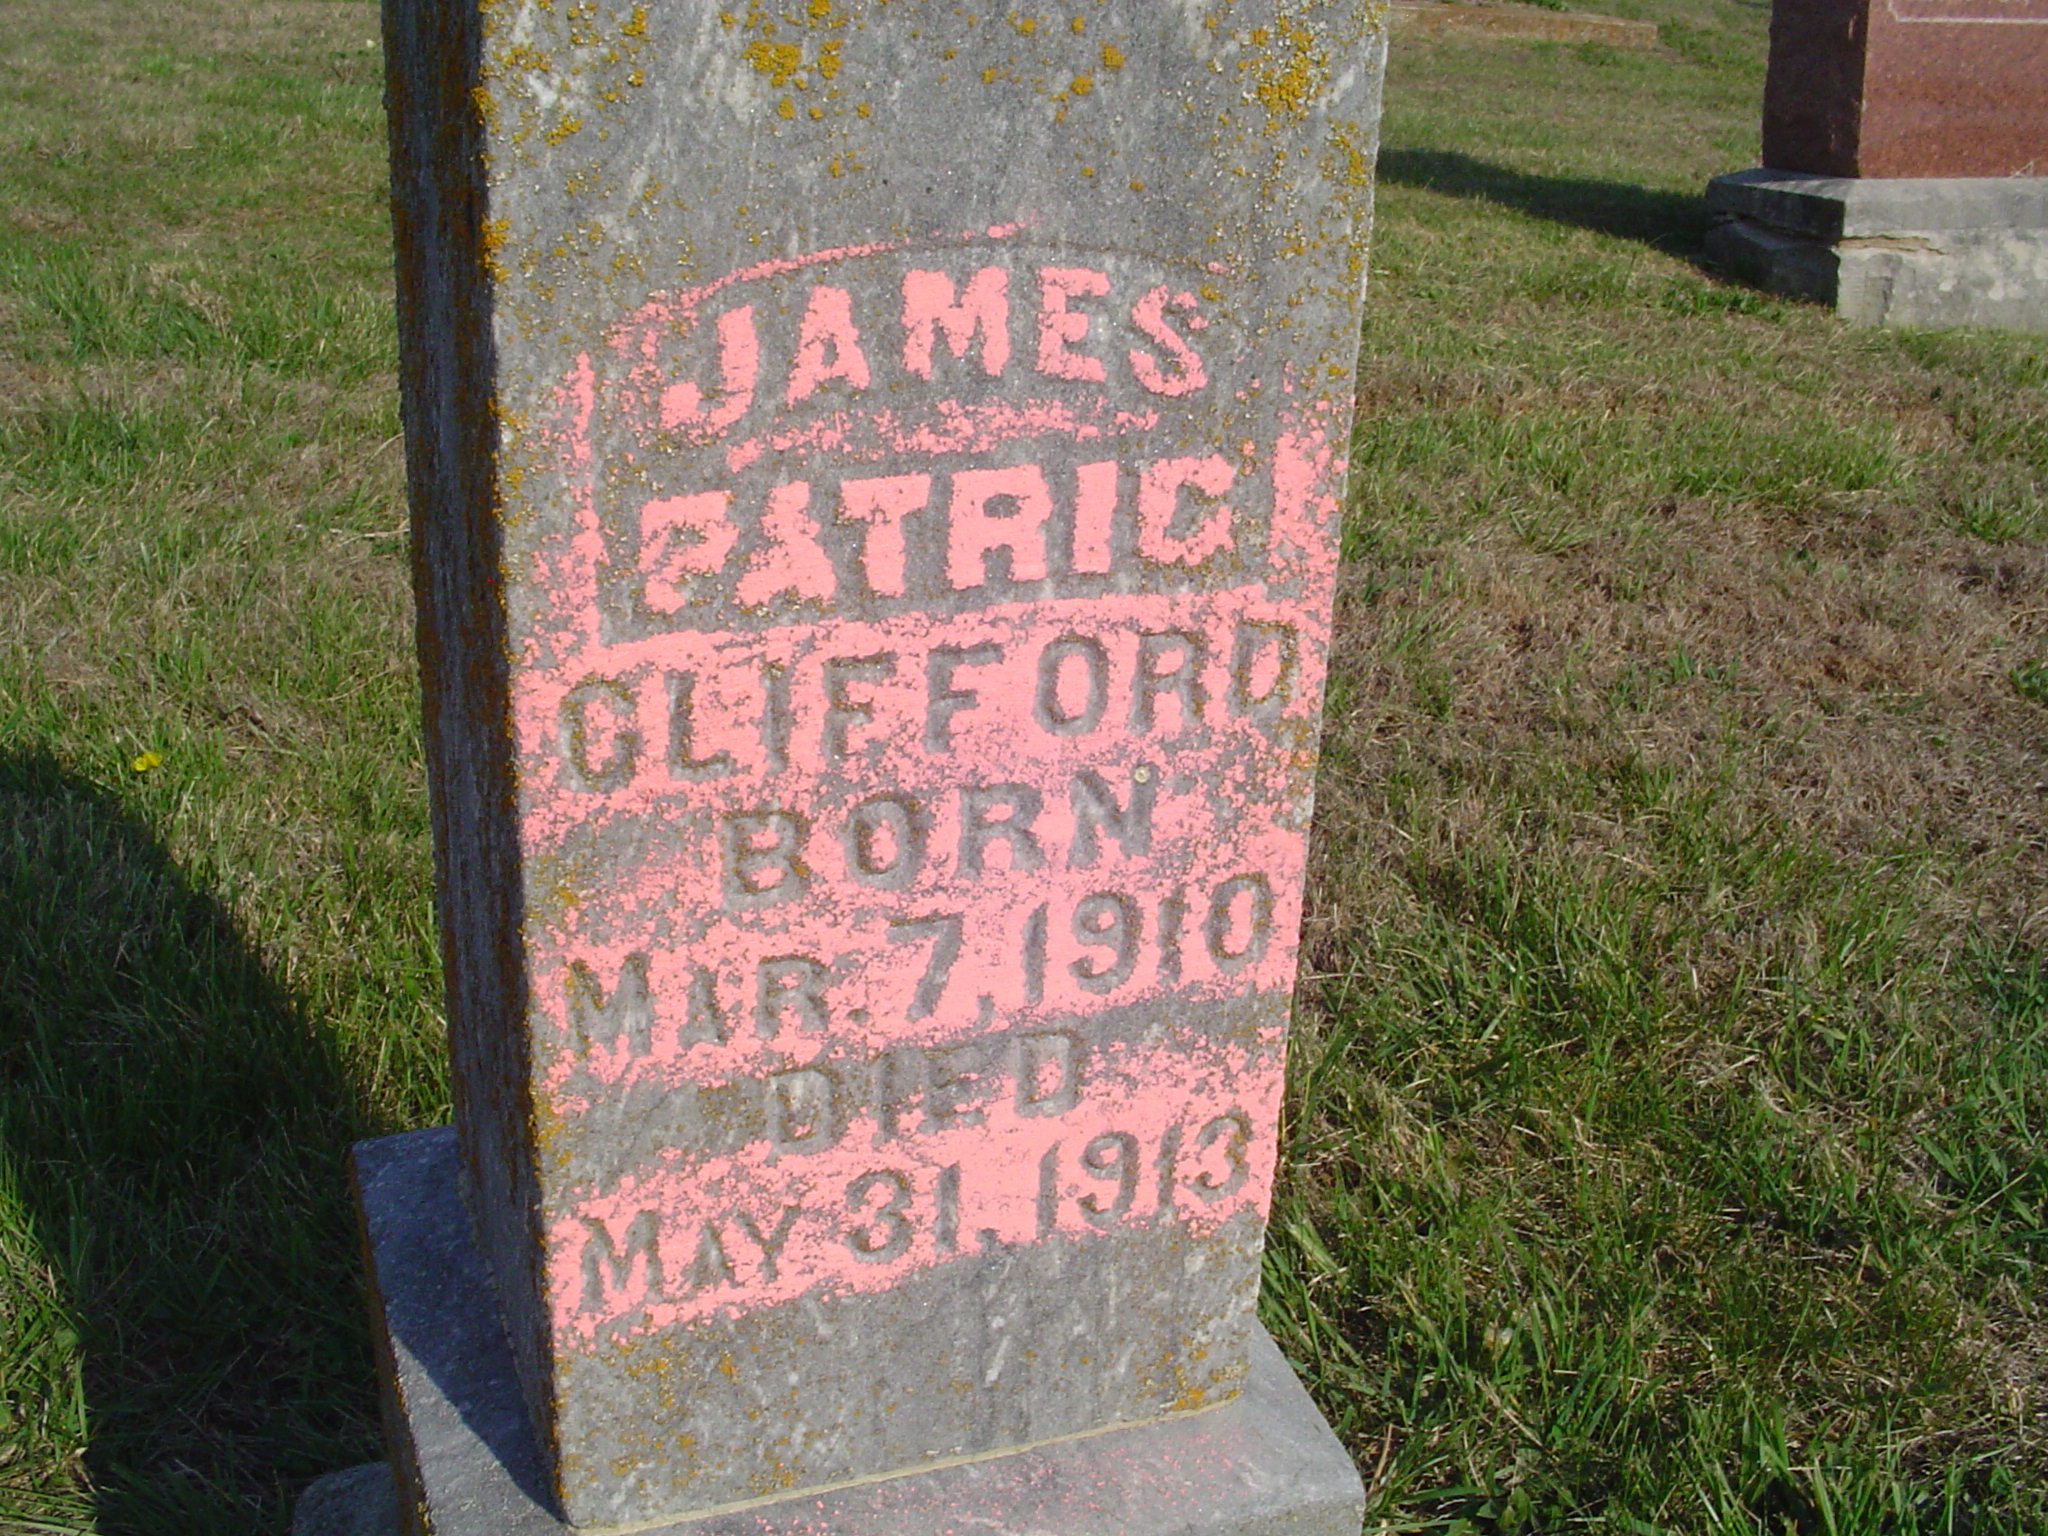 JAMES
PATRIC
CLIFFORD
BORN
MAR. 7, 1910
DIED
MAY 31, 1913